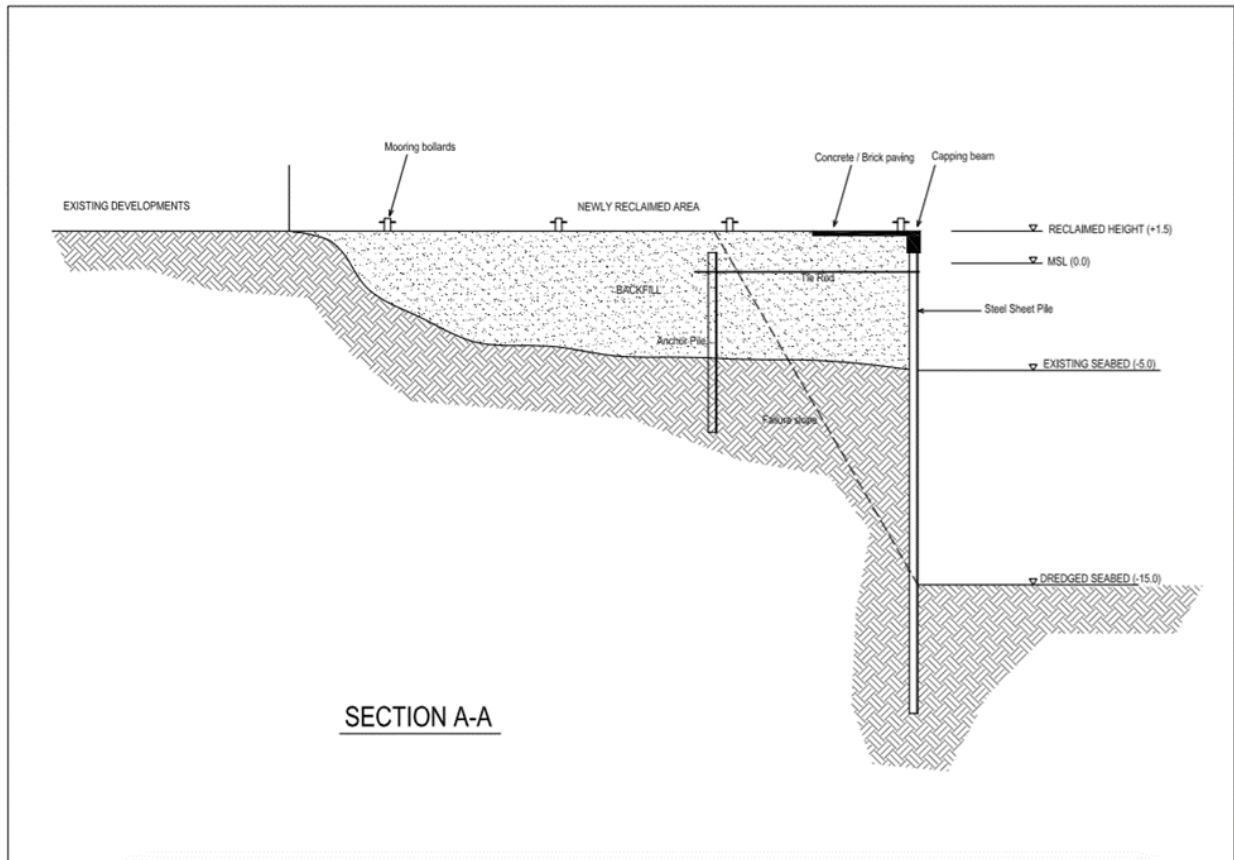 Mooring bollards
Concrete / Brick paving
Capping beam
EXISTING DEVELOPMENTS
NEWLY RECLAIMED AREA
RECLAIMED HEIGHT (+1.5)
MSL (0.0)
Tile Rod
BACKFILL
Steel Sheet Pile
Anchor Pile
EXISTING SEABED (-5.0)
Failure slope
DREDGED SEABED (-15.0)
SECTION A-A